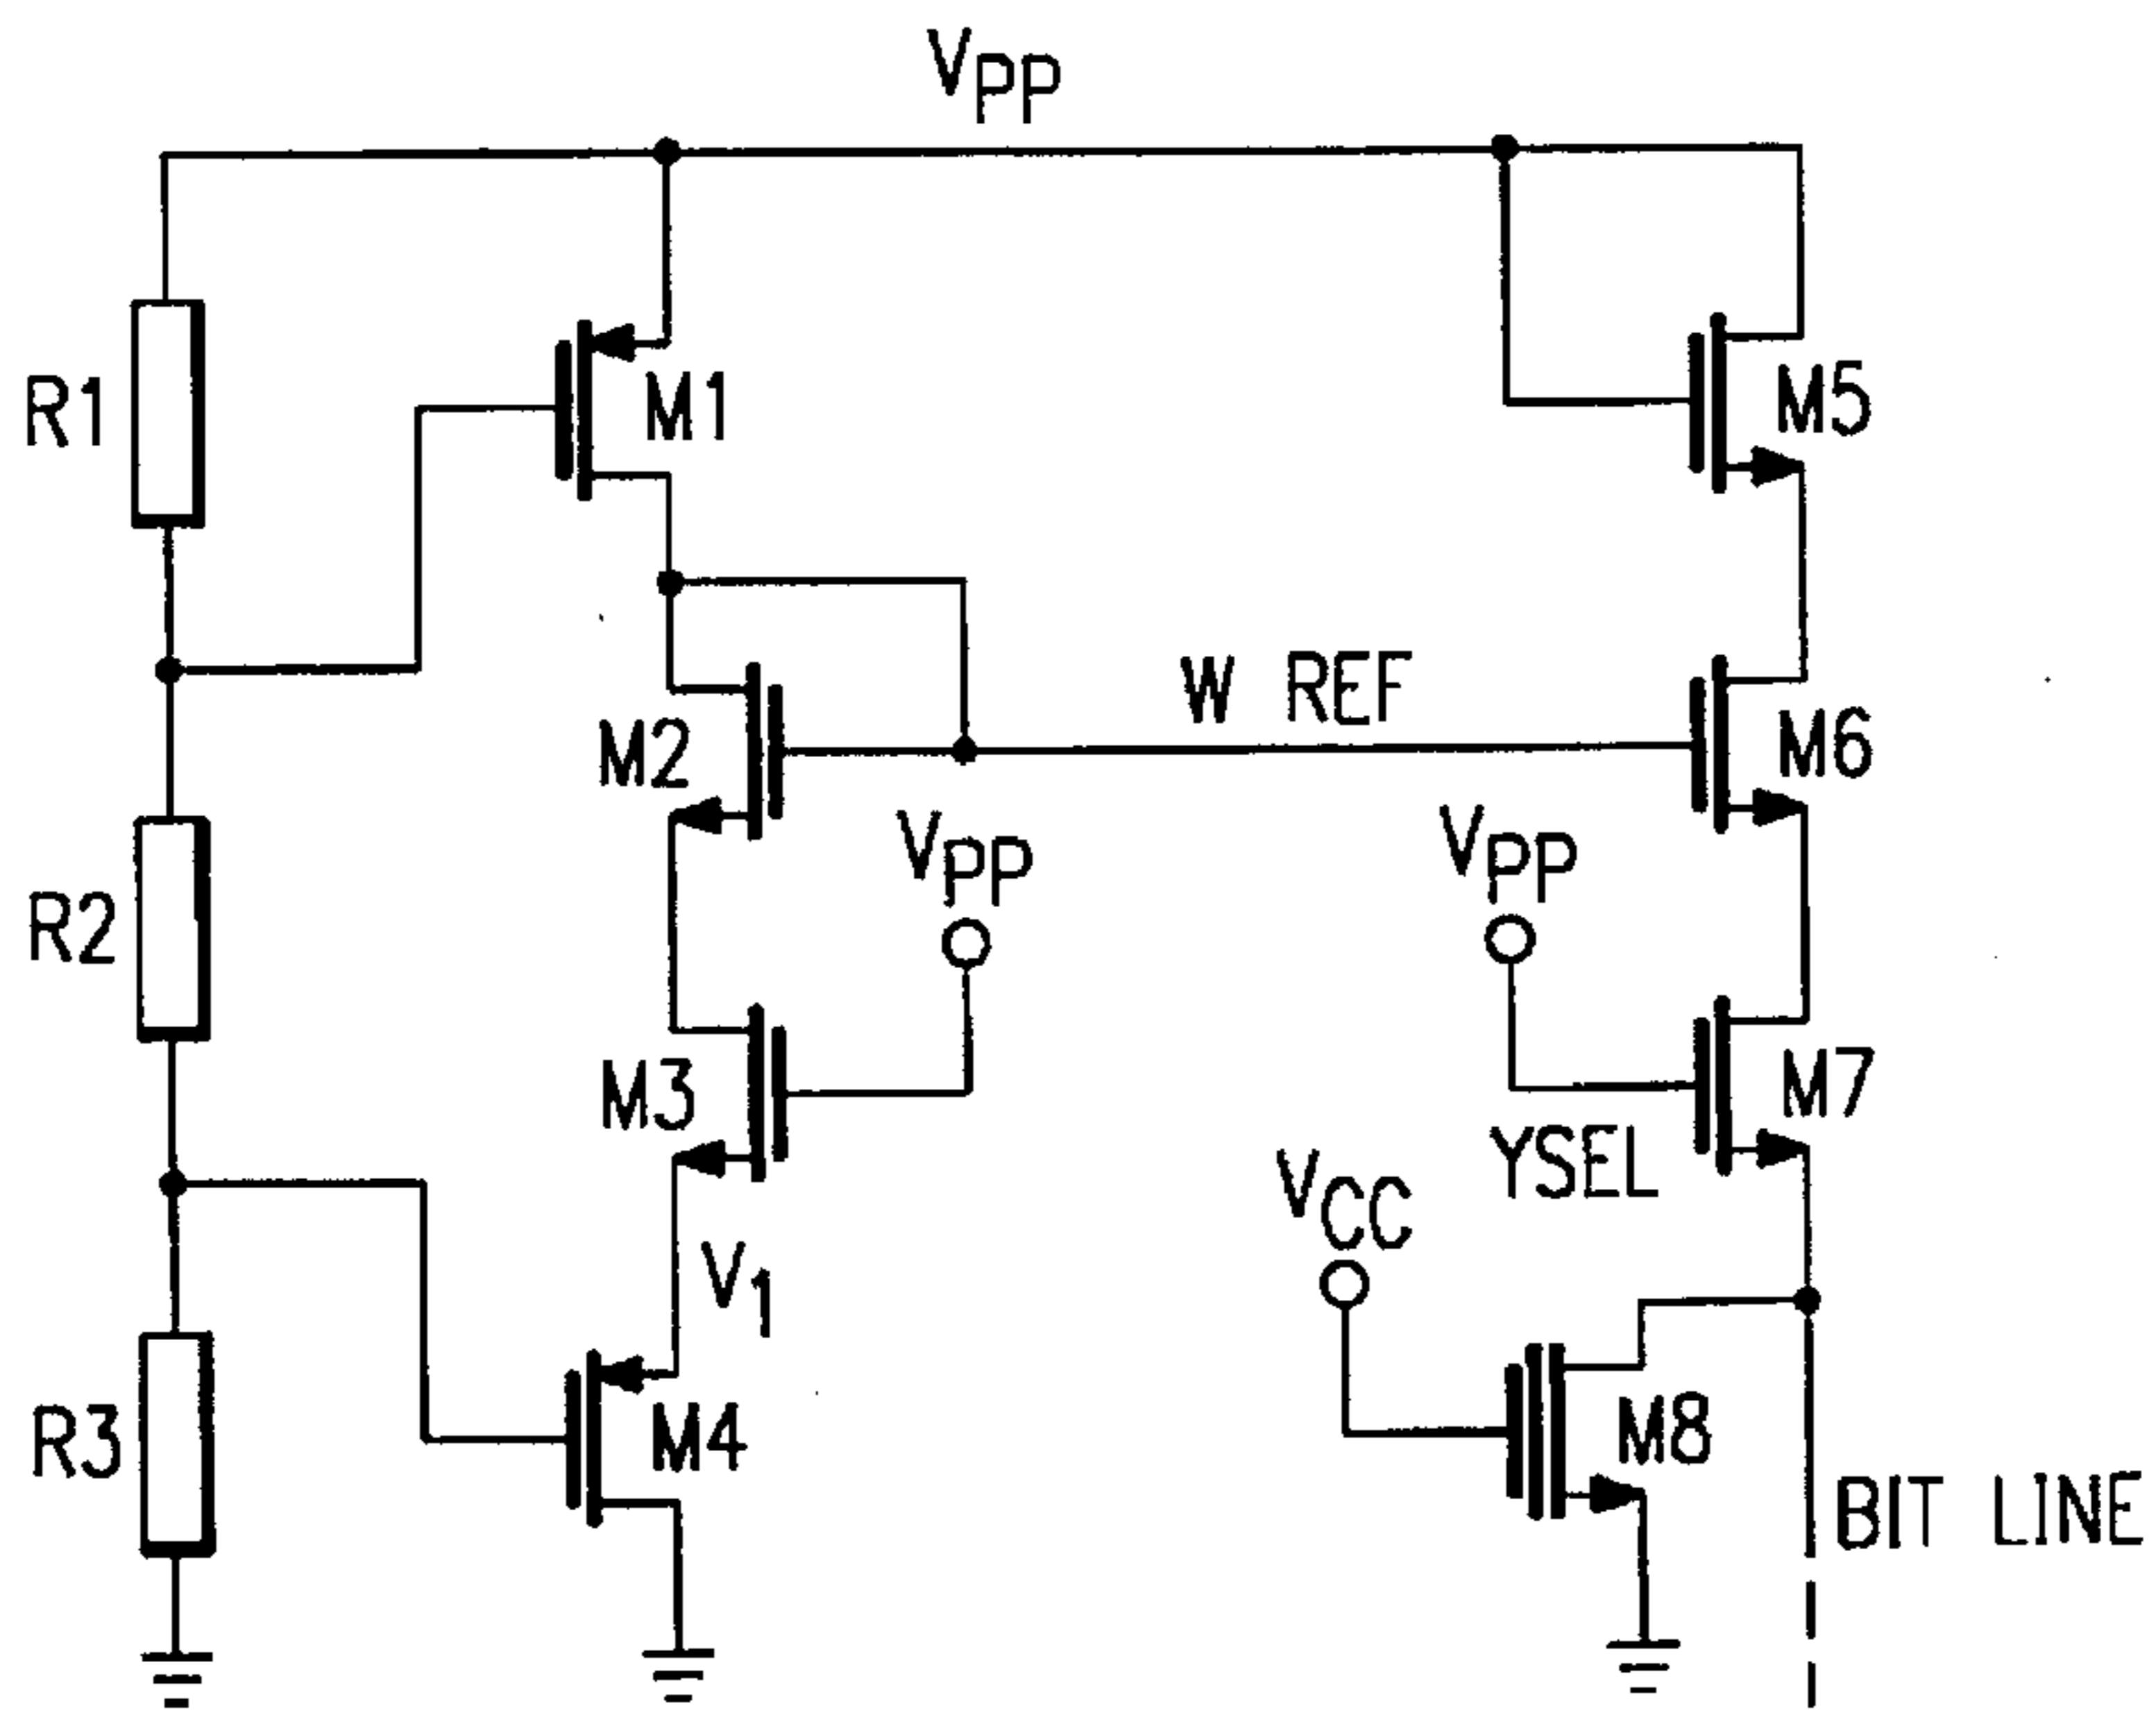 VPP
R1
M1
M5
M2
W REF
M6
R2
VPP
VPP
M3
M7
YSEL
V1
VCC
R3
M4
M8
BIT LINE